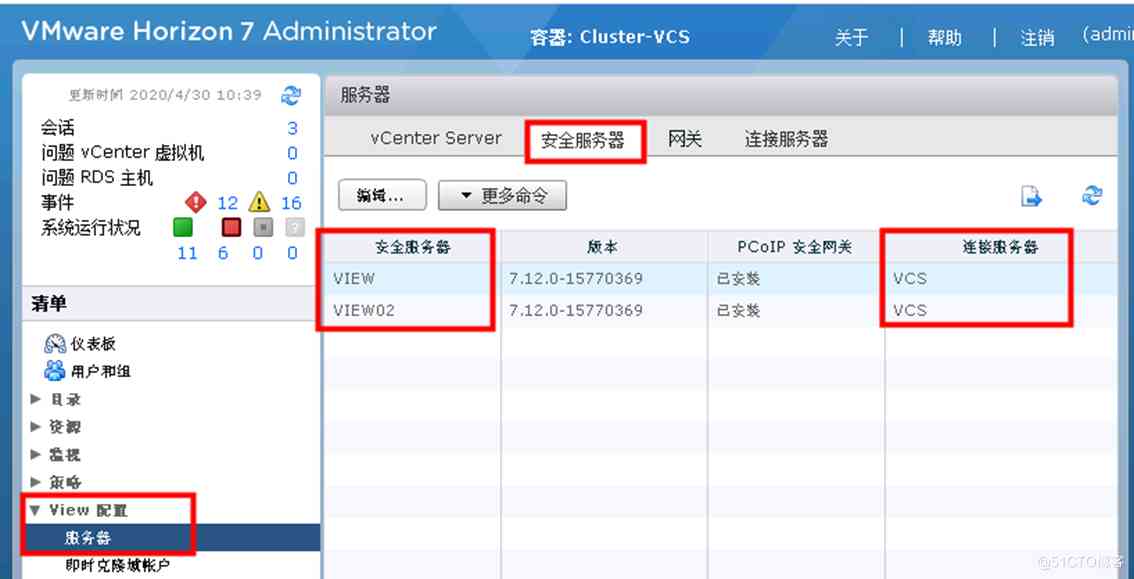 VMware Horizon 7 Administrator
容器: Cluster-VCS
关于 | 帮助 | 注销 (admin
更新时间 2020/4/30 10:39
会话 3
问题 vCenter 虚拟机 0
问题 RDS 主机 0
事件 12 16
系统运行状况
11 6 0 0
清单
仪表板
用户和组
目录
资源
监视
策略
View 配置
服务器
即时克隆域帐户
服务器
vCenter Server 安全服务器 网关 连接服务器
编辑... 更多命令
安全服务器 版本 PCoIP 安全网关 连接服务器
VIEW 7.12.0-15770369 已安装 VCS
VIEW02 7.12.0-15770369 已安装 VCS
@51CTO博客